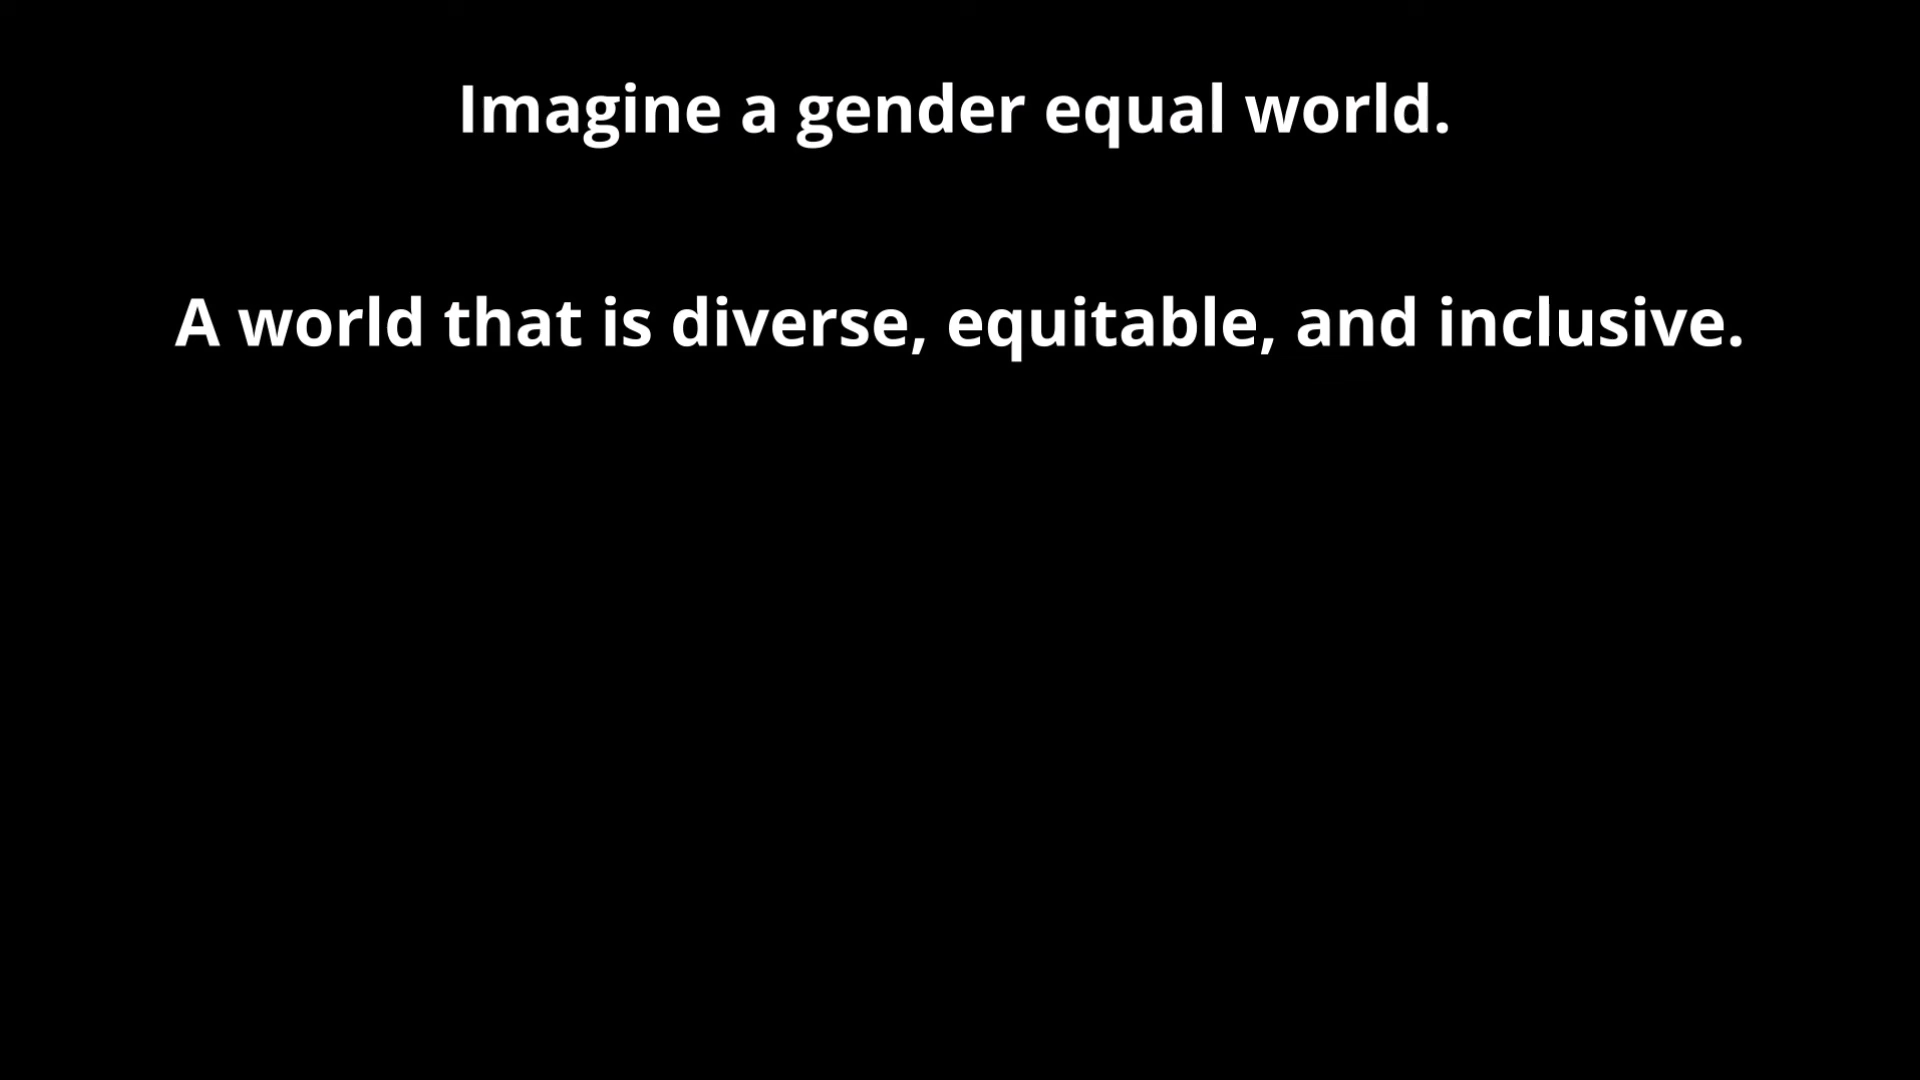 Imagine a gender equal world.
A world that is diverse, equitable, and inclusive.